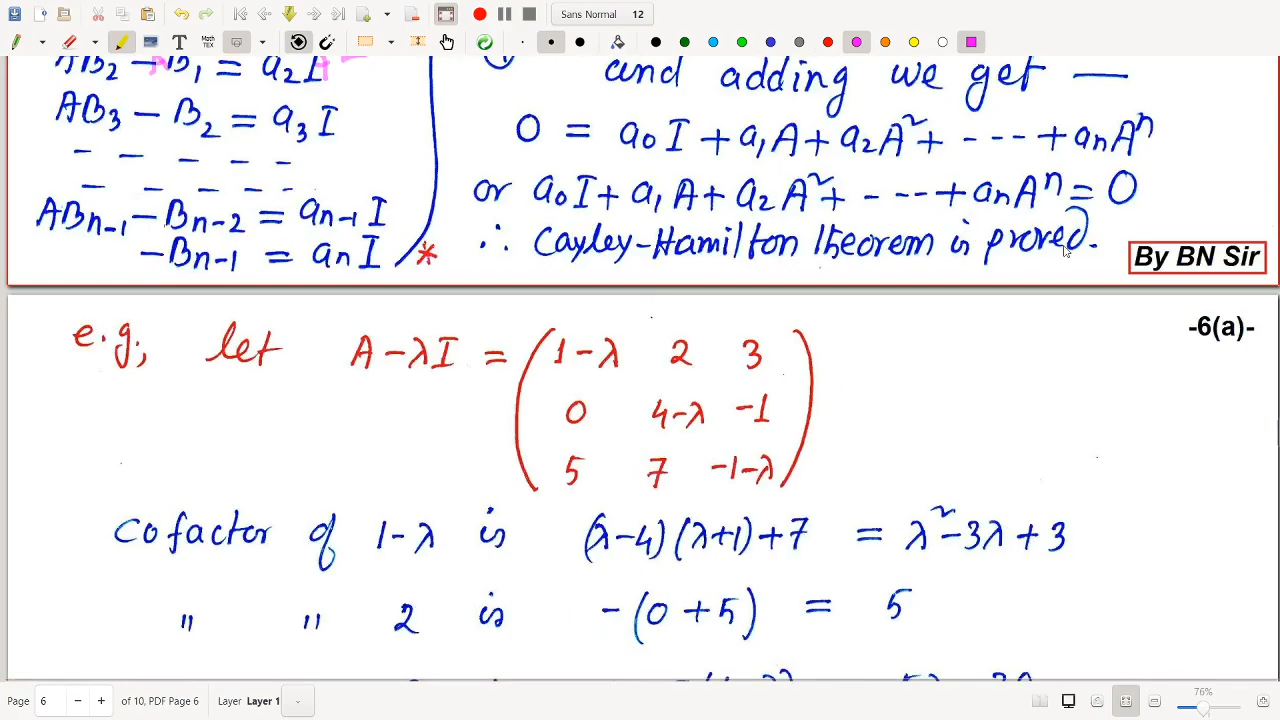 Sans Normal 12
AB2 - B1 = a2 I
AB3 - B2 = a3 I
- - - - -
- - - - -
ABn-1 - Bn-2 = an-1 I
-Bn-1 = an I *
and adding we get —
0 = a0 I + a1 A + a2 A² + - - - - + an Aⁿ
or a0 I + a1 A + a2 A² + - - - - + an Aⁿ = 0
∴ Cayley-Hamilton Theorem is proved.
By BN Sir
-6(a)-
e.g, let A - λI = ( 1-λ 2 3
0 4-λ -1
5 7 -1-λ )
Cofactor of 1-λ is (λ-4)(λ+1)+7 = λ² - 3λ + 3
" " 2 is -(0+5) = 5
Page 6 of 10, PDF Page 6 Layer Layer 1 76%